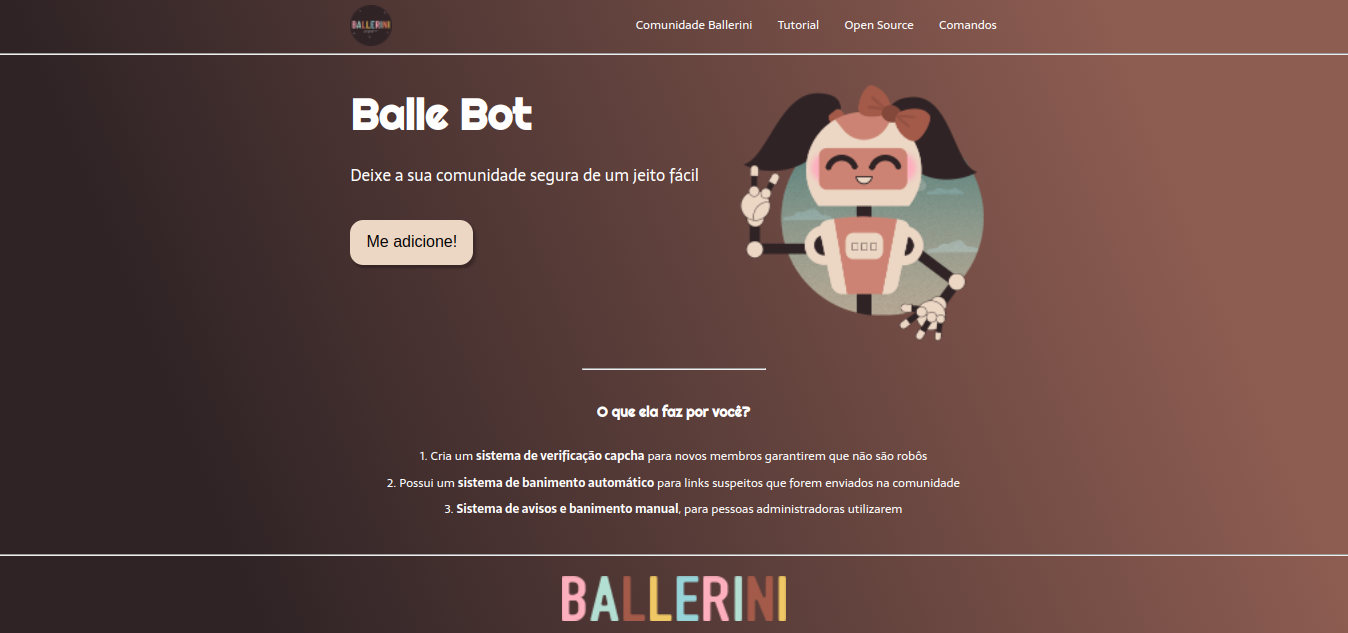 BALLERINI
Comunidade Ballerini Tutorial Open Source Comandos
Balle Bot
Deixe a sua comunidade segura de um jeito fácil
Me adicione!
O que ela faz por você?
1. Cria um sistema de verificação capcha para novos membros garantirem que não são robôs
2. Possui um sistema de banimento automático para links suspeitos que forem enviados na comunidade
3. Sistema de avisos e banimento manual, para pessoas administradoras utilizarem
BALLERINI